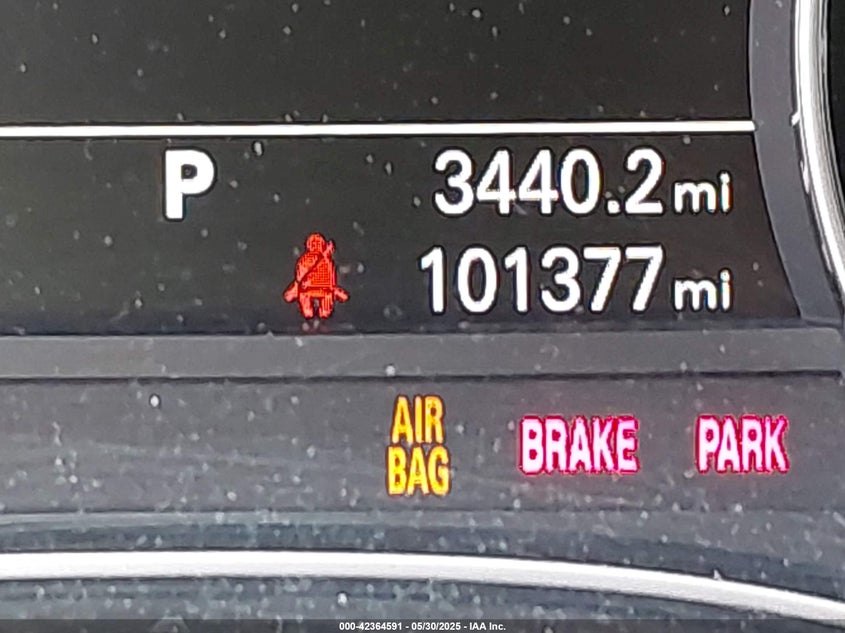 P 3440.2 mi
101377 mi
AIR
BAG
BRAKE PARK
000-42364591 - 05/30/2025 - IAA Inc.